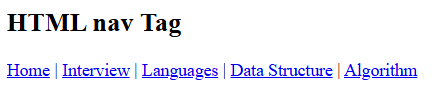 HTML nav Tag
Home | Interview | Languages | Data Structure | Algorithm